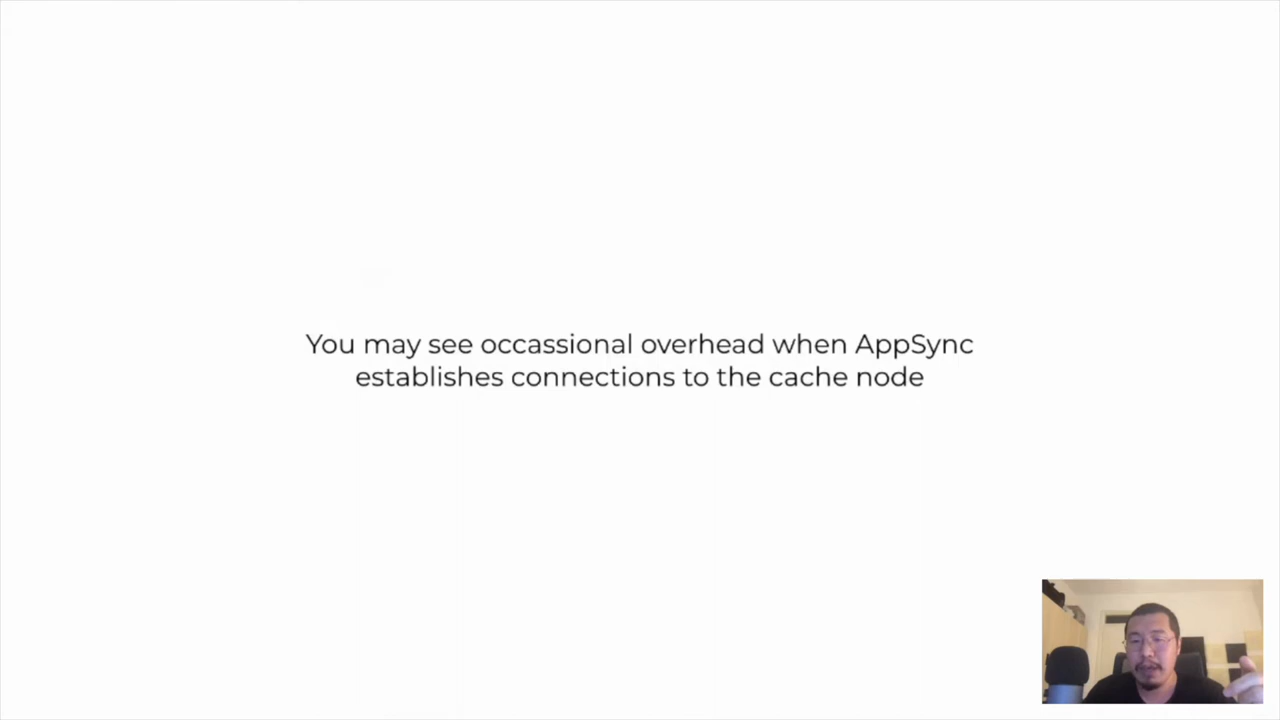 You may see occassional overhead when AppSync
establishes connections to the cache node